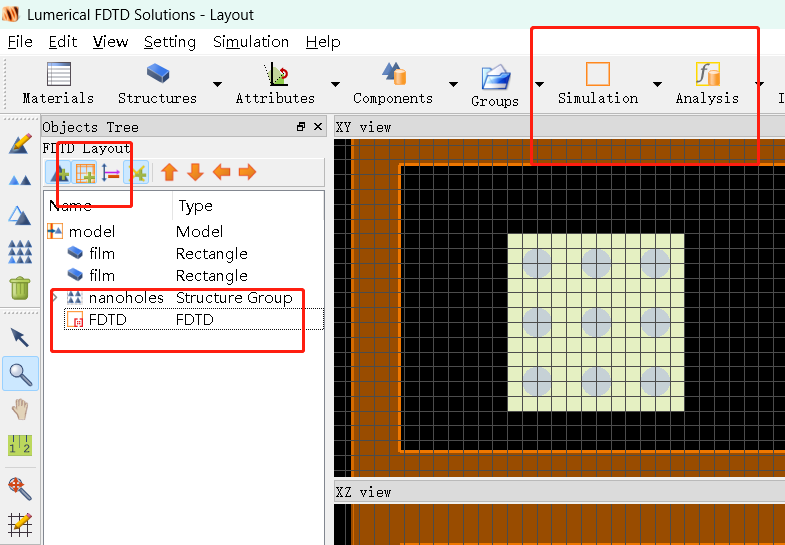 Lumerical FDTD Solutions - Layout
File Edit View Setting Simulation Help
Materials Structures Attributes Components Groups Simulation Analysis
Objects Tree
FDTD Layout
Name Type
model Model
film Rectangle
film Rectangle
nanoholes Structure Group
FDTD FDTD
XY view
1 2
XZ view